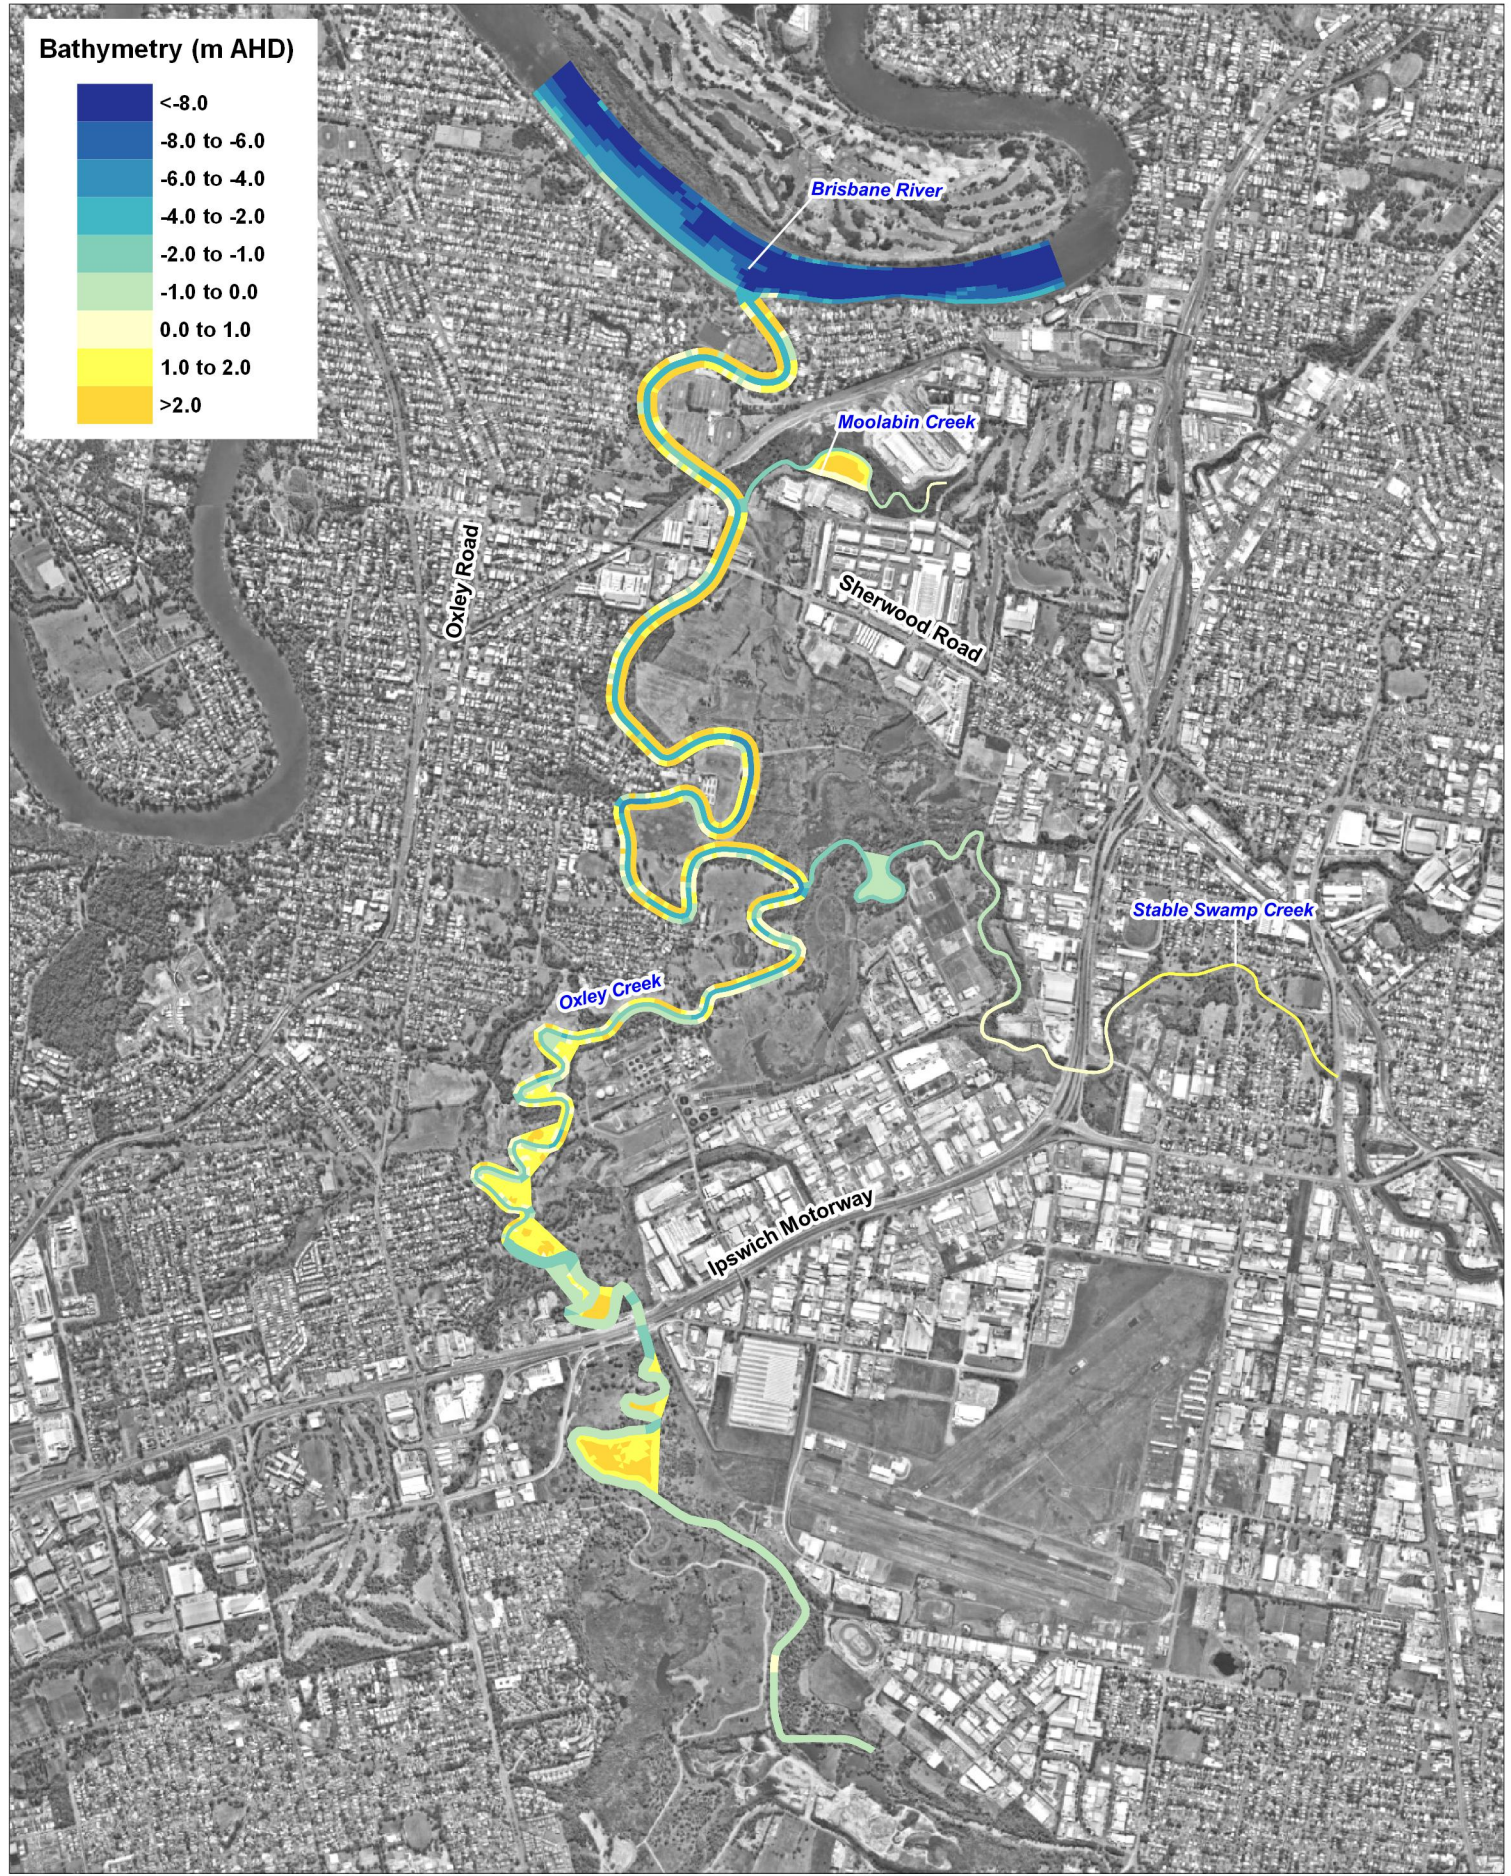 Bathymetry (m AHD)
<-8.0
-8.0 to -6.0
-6.0 to -4.0
-4.0 to -2.0
-2.0 to -1.0
-1.0 to 0.0
0.0 to 1.0
1.0 to 2.0
>2.0
Brisbane River
Moolabin Creek
Oxley Road
Sherwood Road
Stable Swamp Creek
Oxley Creek
Ipswich Motorway